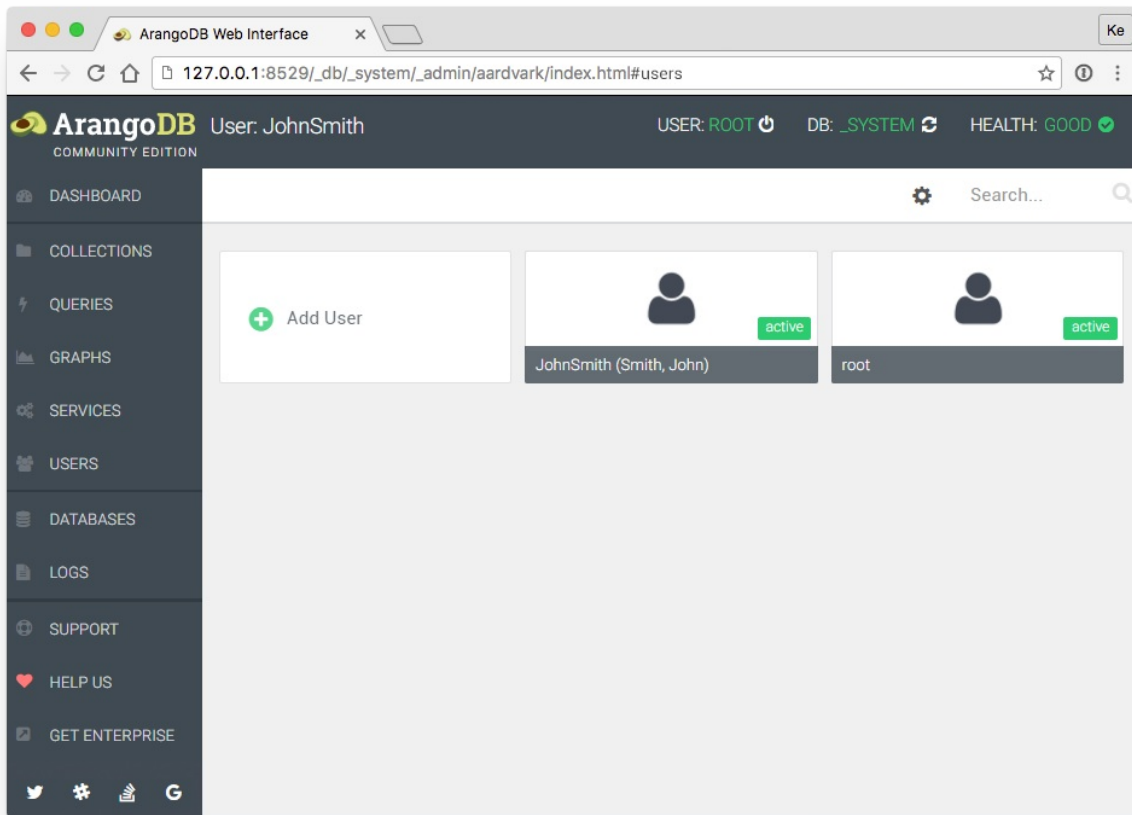 ArangoDB Web Interface
Ke
127.0.0.1:8529/_db/_system/_admin/aardvark/index.html#users
ArangoDB User: JohnSmith USER: ROOT DB: _SYSTEM HEALTH: GOOD
COMMUNITY EDITION
DASHBOARD
Search...
COLLECTIONS
QUERIES
GRAPHS
SERVICES
USERS
DATABASES
LOGS
SUPPORT
HELP US
GET ENTERPRISE
Add User
active
JohnSmith (Smith, John)
active
root